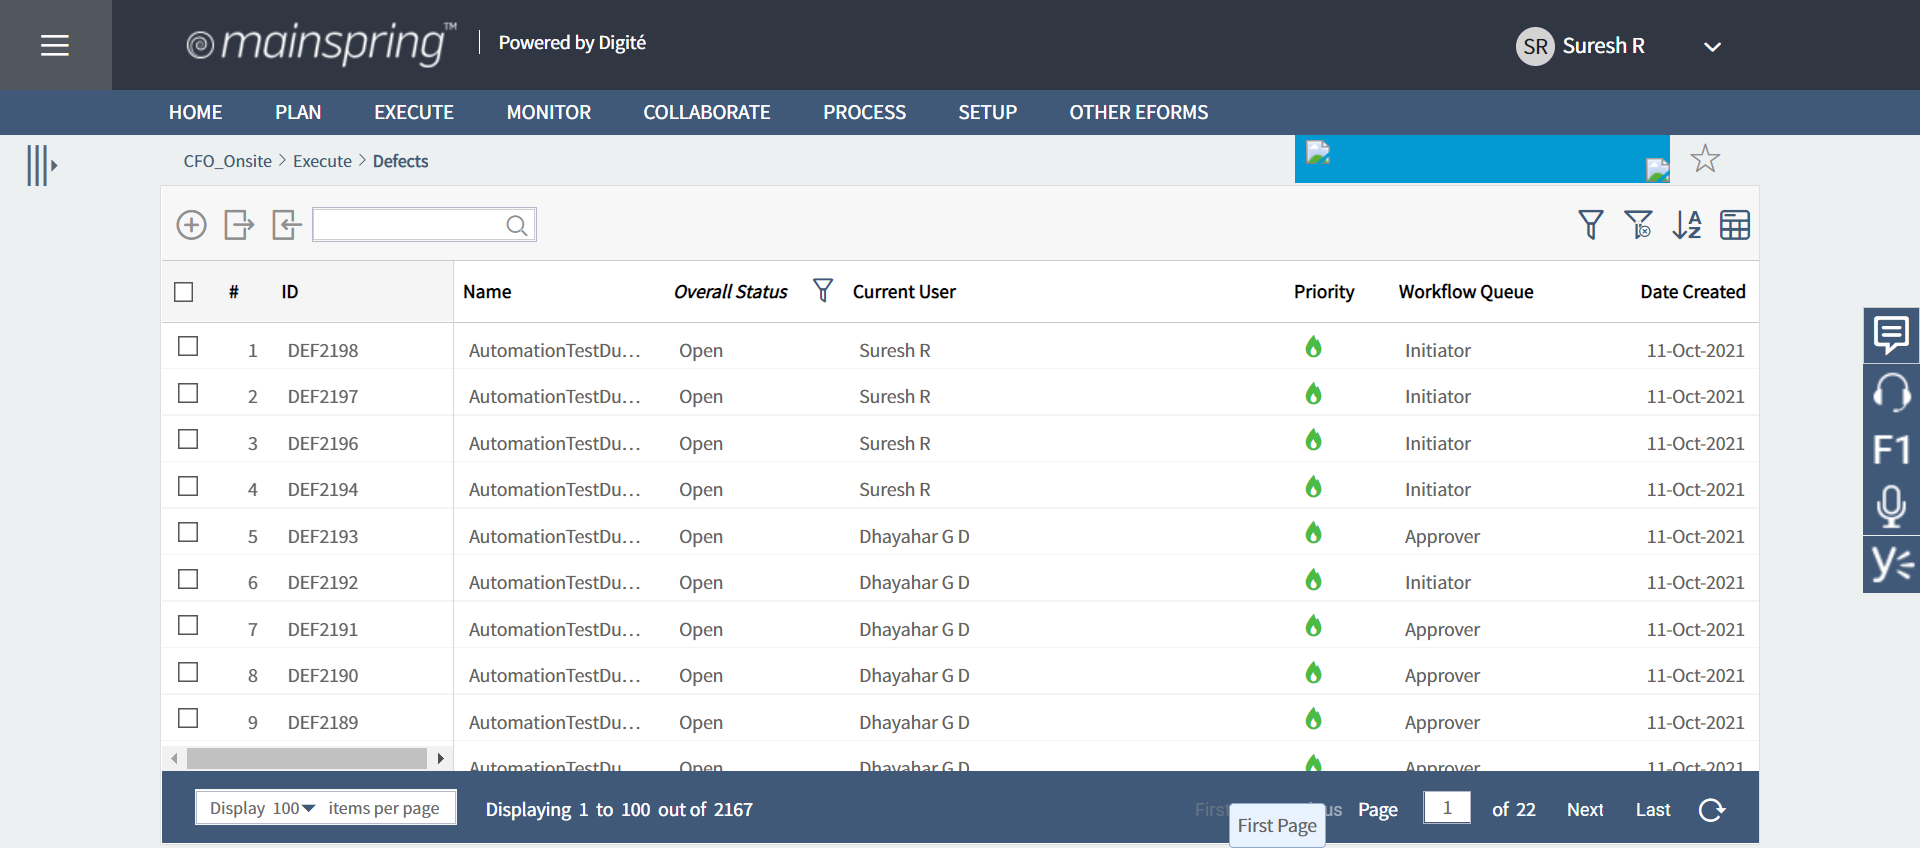 mainspring™ Powered by Digité SR Suresh R
HOME PLAN EXECUTE MONITOR COLLABORATE PROCESS SETUP OTHER EFORMS
CFO_Onsite > Execute > Defects
# ID Name Overall Status Current User Priority Workflow Queue Date Created
1 DEF2198 AutomationTestDu... Open Suresh R Initiator 11-Oct-2021
2 DEF2197 AutomationTestDu... Open Suresh R Initiator 11-Oct-2021
3 DEF2196 AutomationTestDu... Open Suresh R Initiator 11-Oct-2021
4 DEF2194 AutomationTestDu... Open Suresh R Initiator 11-Oct-2021
5 DEF2193 AutomationTestDu... Open Dhayahar G D Approver 11-Oct-2021
6 DEF2192 AutomationTestDu... Open Dhayahar G D Initiator 11-Oct-2021
7 DEF2191 AutomationTestDu... Open Dhayahar G D Approver 11-Oct-2021
8 DEF2190 AutomationTestDu... Open Dhayahar G D Approver 11-Oct-2021
9 DEF2189 AutomationTestDu... Open Dhayahar G D Approver 11-Oct-2021
AutomationTestDu Open Dhayahar G D Approver 11-Oct-2021
Display 100 items per page Displaying 1 to 100 out of 2167 Page 1 of 22 Next Last
First Page
F1